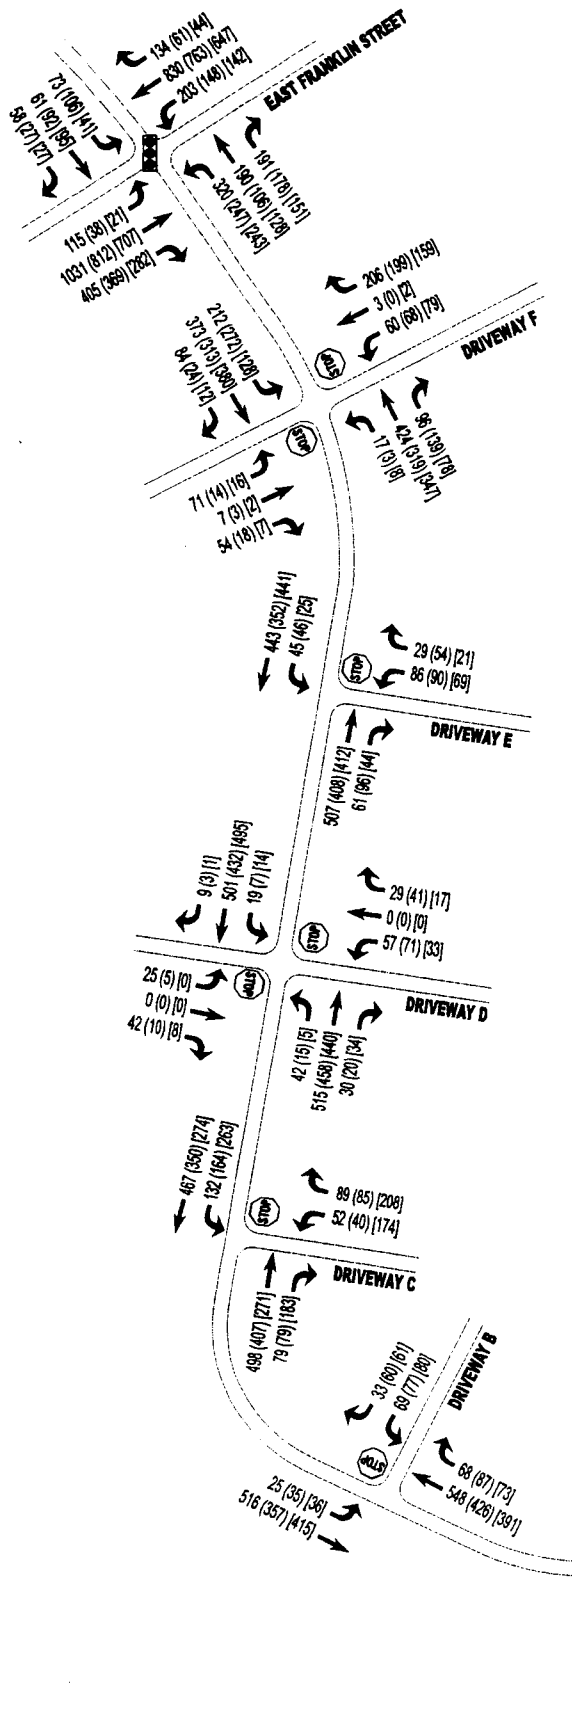 134 (61) [44]
830 (763) [647]
203 (148) [142]
EAST FRANKLIN STREET
73 (106) [41]
61 (92) [95]
58 (27) [27]
191 (178) [151]
190 (106) [128]
320 (247) [243]
115 (38) [21]
1031 (812) [707]
405 (369) [282]
206 (199) [159]
3 (0) [2]
60 (68) [79]
STOP
DRIVEWAY F
212 (272) [128]
373 (313) [380]
84 (24) [12]
96 (139) [78]
424 (319) [347]
17 (3) [8]
STOP
71 (14) [16]
7 (3) [2]
54 (18) [7]
443 (352) [441]
45 (46) [25]
29 (54) [21]
86 (90) [69]
STOP
DRIVEWAY E
507 (408) [412]
61 (96) [44]
9 (3) [1]
501 (432) [495]
19 (7) [14]
29 (41) [17]
0 (0) [0]
57 (71) [33]
STOP
STOP
25 (5) [0]
0 (0) [0]
42 (10) [8]
DRIVEWAY D
42 (15) [5]
515 (458) [440]
30 (20) [34]
467 (350) [274]
132 (164) [263]
89 (85) [208]
52 (40) [174]
STOP
DRIVEWAY C
498 (407) [271]
79 (79) [183]
33 (60) [61]
69 (77) [80]
DRIVEWAY B
STOP
68 (87) [73]
548 (426) [391]
25 (35) [36]
516 (357) [415]